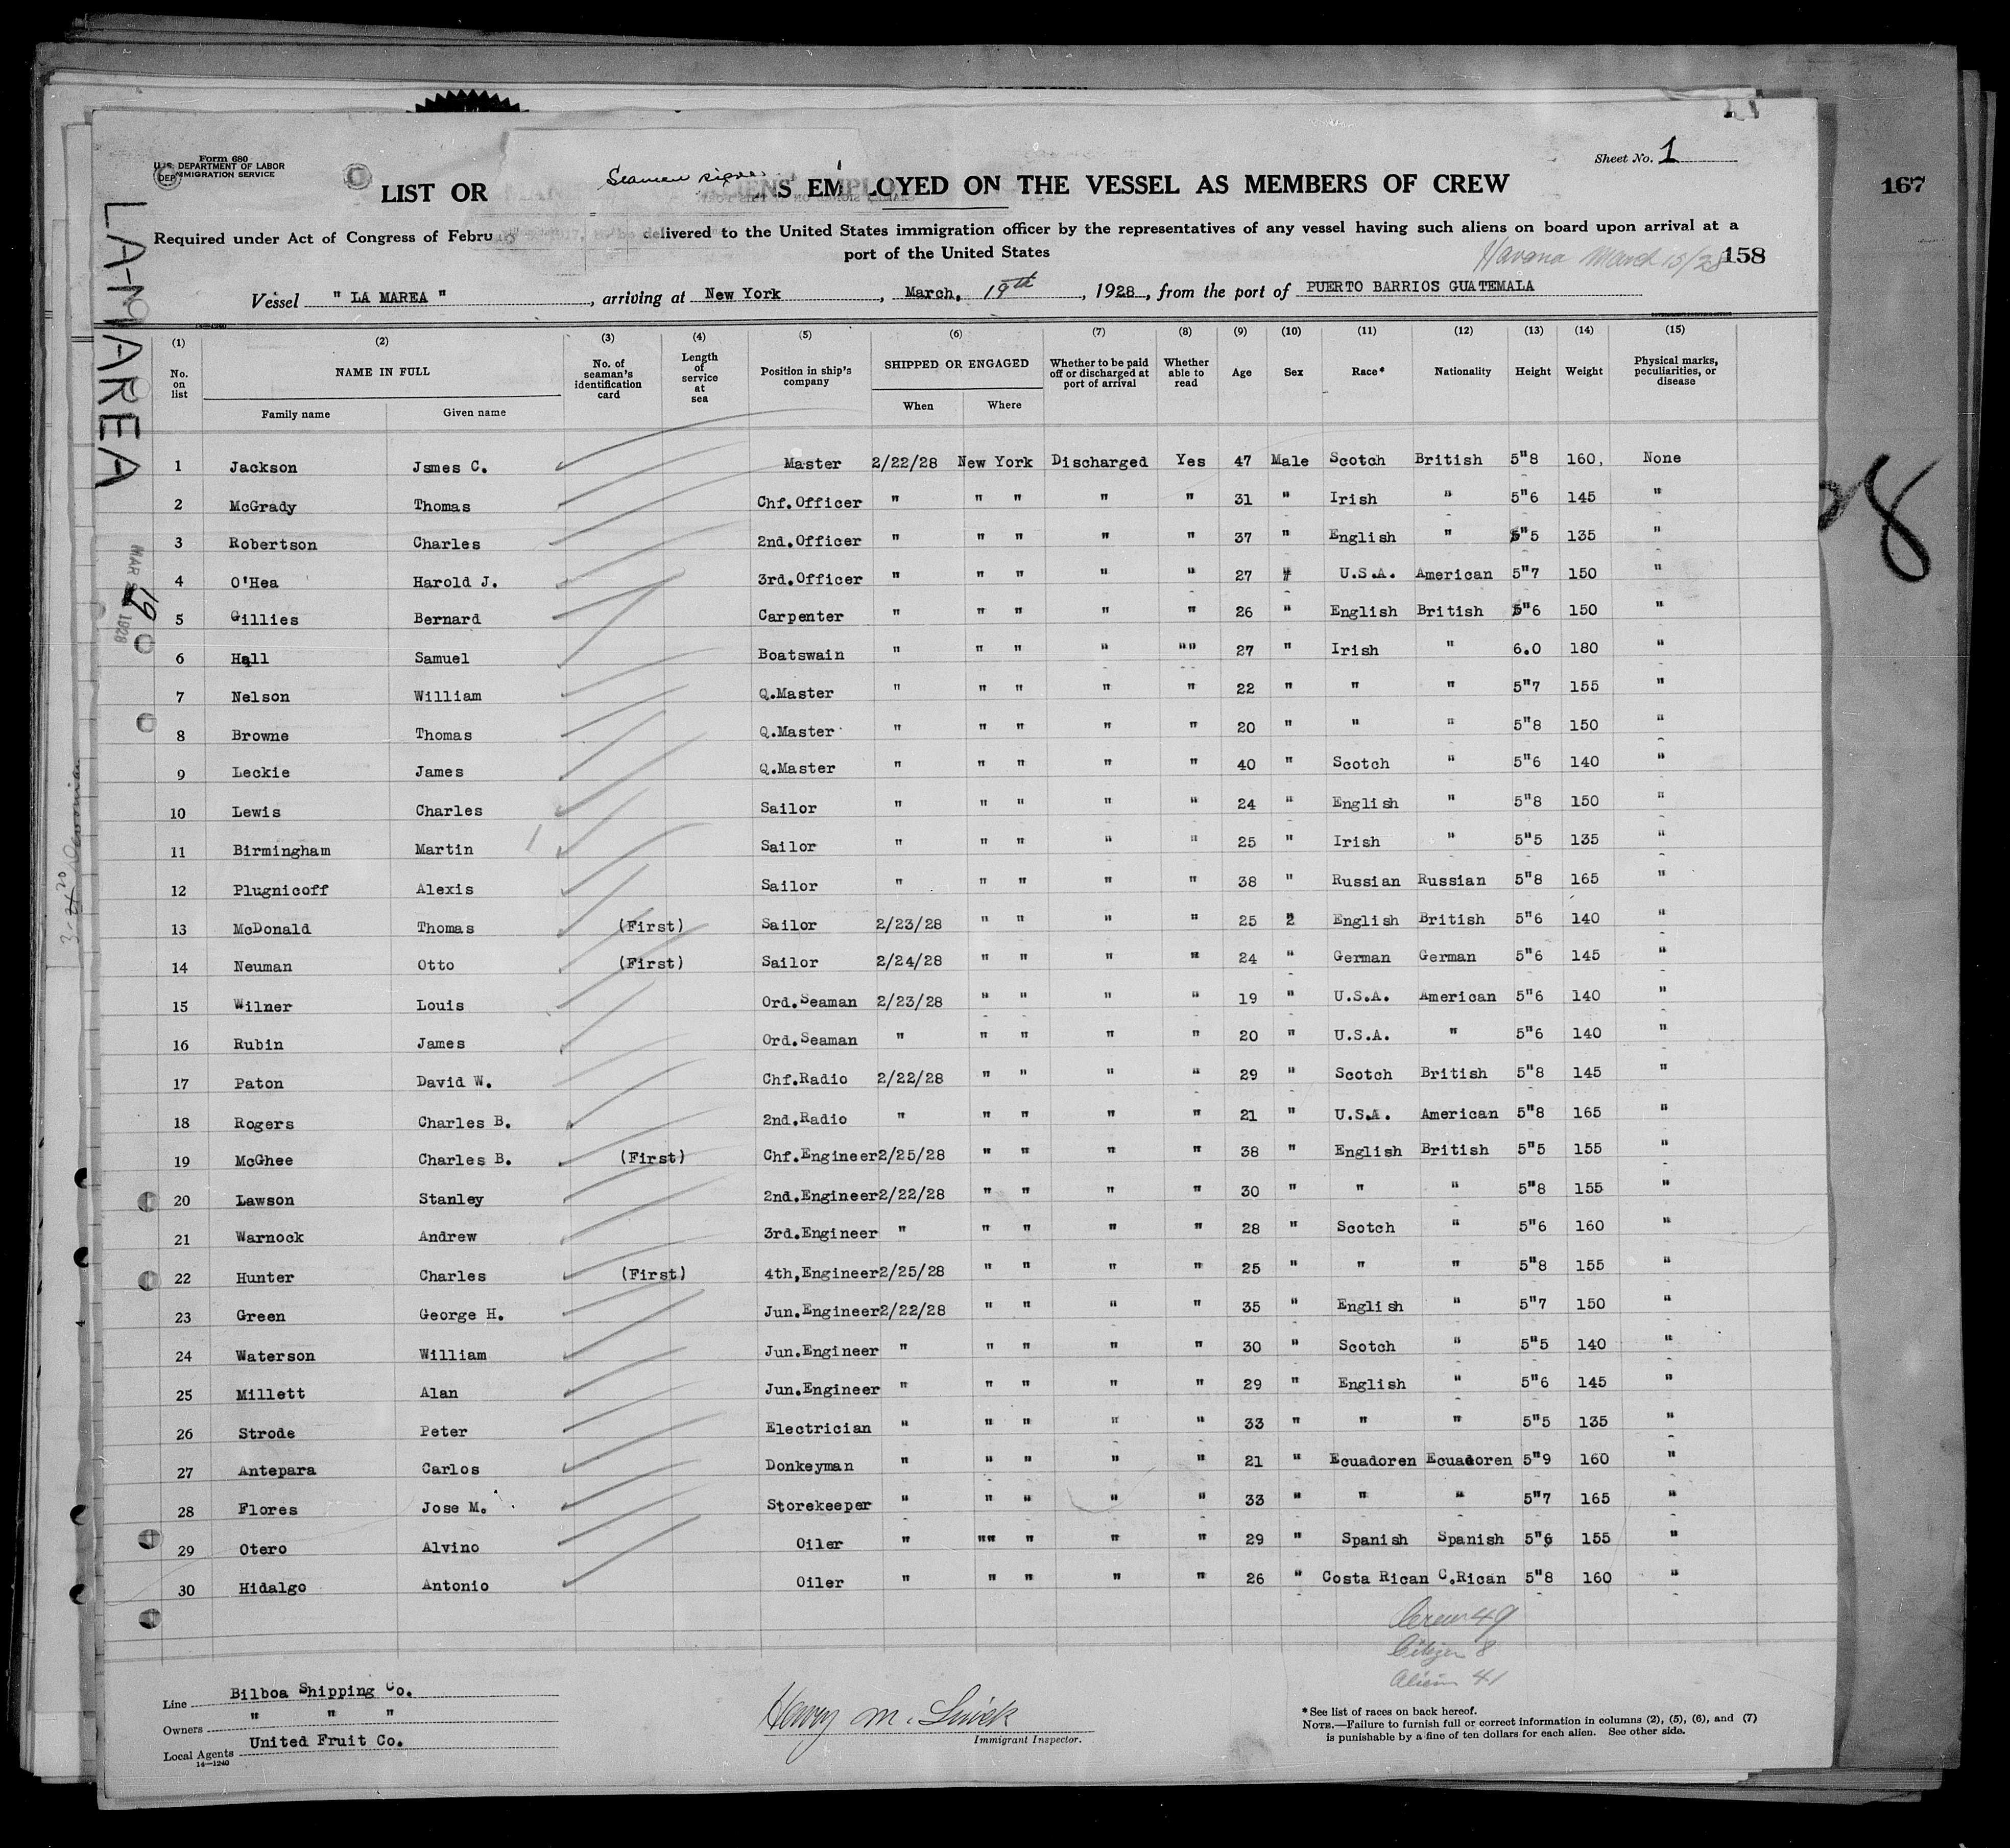 Form 680
U.S. DEPARTMENT OF LABOR
IMMIGRATION SERVICE
Sheet No. 1
167
LIST OR ALIENS EMPLOYED ON THE VESSEL AS MEMBERS OF CREW
Required under Act of Congress of February 5, 1917, to be delivered to the United States immigration officer by the representatives of any vessel having such aliens on board upon arrival at a
port of the United States
Havana March 15/28 158
Vessel " LA MAREA ", arriving at New York, March, 19th, 1928, from the port of PUERTO BARRIOS GUATEMALA
LA-MAREA
MAR 19 1928
(1) (2) (3) (4) (5) (6) (7) (8) (9) (10) (11) (12) (13) (14) (15)
No. on list NAME IN FULL Family name Given name No. of seaman's identification card Length of service at sea Position in ship's company SHIPPED OR ENGAGED When Where Whether to be paid off or discharged at port of arrival Whether able to read Age Sex Race* Nationality Height Weight Physical marks, peculiarities, or disease
1 Jackson Jsmes C. Master 2/22/28 New York Discharged Yes 47 Male Scotch British 5"8 160, None
2 McGrady Thomas Chf.Officer " " " " " 31 " Irish " 5"6 145 "
3 Robertson Charles 2nd.Officer " " " " " 37 " English " 5"5 135 "
4 O'Hea Harold J. 3rd.Officer " " " " " 27 " U.S.A. American 5"7 150 "
5 Gillies Bernard Carpenter " " " " " 26 " English British 5"6 150 "
6 Hall Samuel Boatswain " " " " "" 27 " Irish " 6.0 180 "
7 Nelson William Q.Master " " " " " 22 " " " 5"7 155 "
8 Browne Thomas Q.Master " " " " " 20 " " " 5"8 150 "
9 Leckie James Q.Master " " " " " 40 " Scotch " 5"6 140 "
10 Lewis Charles Sailor " " " " " 24 " English " 5"8 150 "
11 Birmingham Martin Sailor " " " " " 25 " Irish " 5"5 135 "
12 Plugnicoff Alexis Sailor " " " " " 38 " Russian Russian 5"8 165 "
13 McDonald Thomas (First) Sailor 2/23/28 " " " " 25 2 English British 5"6 140 "
14 Neuman Otto (First) Sailor 2/24/28 " " " " 24 " German German 5"6 145 "
15 Wilner Louis Ord.Seaman 2/23/28 " " " " 19 " U.S.A. American 5"6 140 "
16 Rubin James Ord.Seaman " " " " " 20 " U.S.A. " 5"6 140 "
17 Paton David W. Chf.Radio 2/22/28 " " " " 29 " Scotch British 5"8 145 "
18 Rogers Charles B. 2nd.Radio " " " " " 21 " U.S.A. American 5"8 165 "
19 McGhee Charles B. (First) Chf.Engineer 2/25/28 " " " " 38 " English British 5"5 155 "
20 Lawson Stanley 2nd.Engineer 2/22/28 " " " " 30 " " " 5"8 155 "
21 Warnock Andrew 3rd.Engineer " " " " " 28 " Scotch " 5"6 160 "
22 Hunter Charles (First) 4th,Engineer 2/25/28 " " " " 25 " " " 5"8 155 "
23 Green George H. Jun.Engineer 2/22/28 " " " " 35 " English " 5"7 150 "
24 Waterson William Jun.Engineer " " " " " 30 " Scotch " 5"5 140 "
25 Millett Alan Jun.Engineer " " " " " 29 " English " 5"6 145 "
26 Strode Peter Electrician " " " " " 33 " " " 5"5 135 "
27 Antepara Carlos Donkeyman " " " " " 21 " Ecuadoren Ecuadoren 5"9 160 "
28 Flores Jose M. Storekeeper " " " " " 33 " " " 5"7 165 "
29 Otero Alvino Oiler " "" " " " 29 " Spanish Spanish 5"6 155 "
30 Hidalgo Antonio Oiler " " " " " 26 " Costa Rican C.Rican 5"8 160 "
Crew 49
Citizen 8
Alien 41
Line Bilboa Shipping Co.
Owners " " "
Local Agents United Fruit Co.
14-1240
Immigrant Inspector.
*See list of races on back hereof.
NOTE.—Failure to furnish full or correct information in columns (2), (5), (6), and (7)
is punishable by a fine of ten dollars for each alien. See other side.